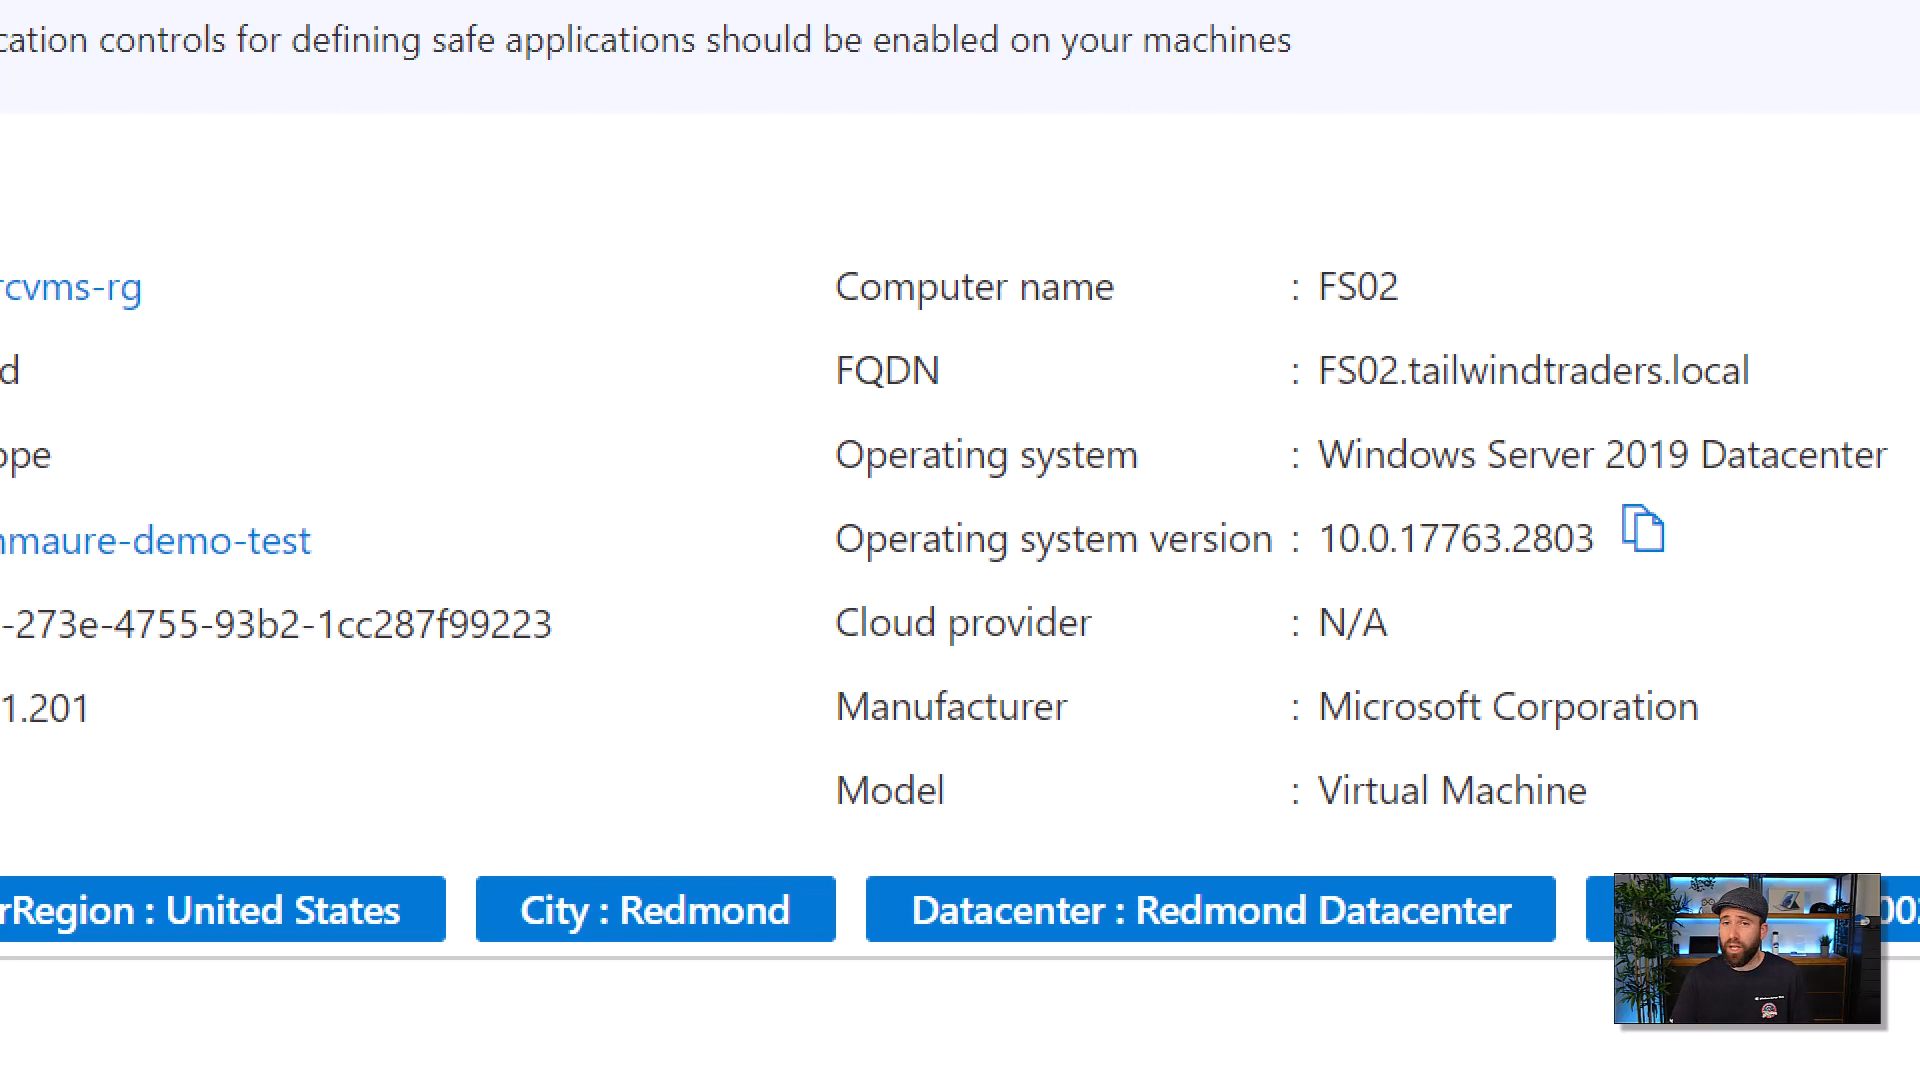 cation controls for defining safe applications should be enabled on your machines
rcvms-rg
Computer name : FS02
d
FQDN : FS02.tailwindtraders.local
ope
Operating system : Windows Server 2019 Datacenter
nmaure-demo-test
Operating system version : 10.0.17763.2803
-273e-4755-93b2-1cc287f99223
Cloud provider : N/A
1.201
Manufacturer : Microsoft Corporation
Model : Virtual Machine
rRegion : United States
City : Redmond
Datacenter : Redmond Datacenter